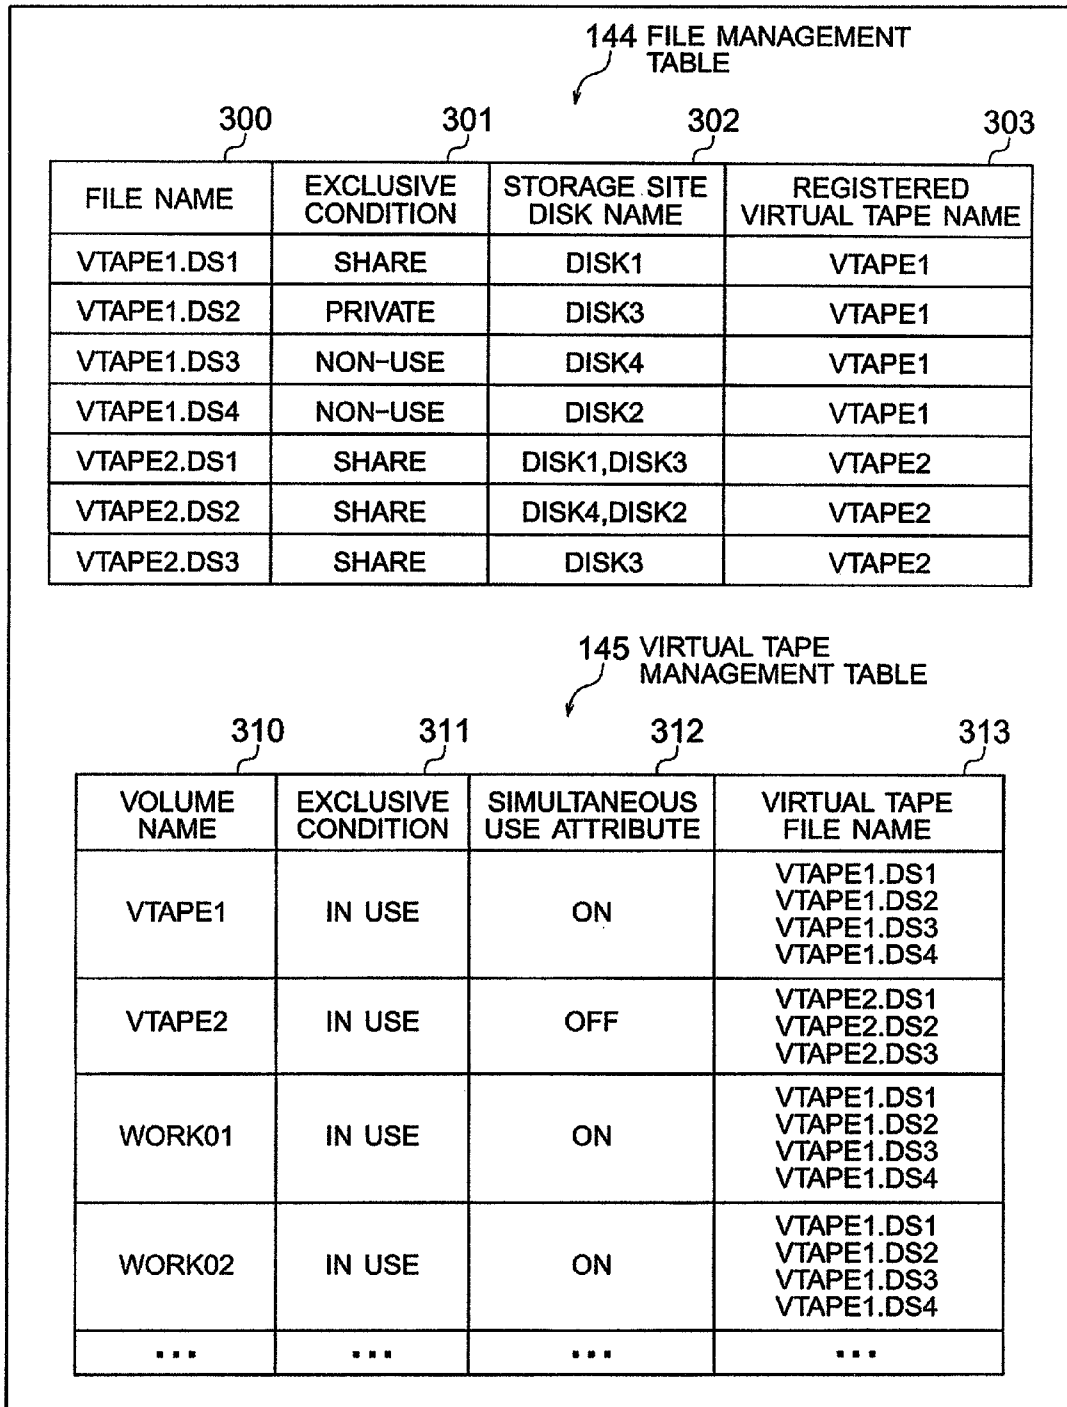 144 FILE MANAGEMENT
TABLE
300 301 302 303
FILE NAME EXCLUSIVE CONDITION STORAGE SITE DISK NAME REGISTERED VIRTUAL TAPE NAME
VTAPE1.DS1 SHARE DISK1 VTAPE1
VTAPE1.DS2 PRIVATE DISK3 VTAPE1
VTAPE1.DS3 NON-USE DISK4 VTAPE1
VTAPE1.DS4 NON-USE DISK2 VTAPE1
VTAPE2.DS1 SHARE DISK1,DISK3 VTAPE2
VTAPE2.DS2 SHARE DISK4,DISK2 VTAPE2
VTAPE2.DS3 SHARE DISK3 VTAPE2
145 VIRTUAL TAPE
MANAGEMENT TABLE
310 311 312 313
VOLUME NAME EXCLUSIVE CONDITION SIMULTANEOUS USE ATTRIBUTE VIRTUAL TAPE FILE NAME
VTAPE1 IN USE ON
VTAPE1.DS1
VTAPE1.DS2
VTAPE1.DS3
VTAPE1.DS4
VTAPE2 IN USE OFF
VTAPE2.DS1
VTAPE2.DS2
VTAPE2.DS3
WORK01 IN USE ON
VTAPE1.DS1
VTAPE1.DS2
VTAPE1.DS3
VTAPE1.DS4
WORK02 IN USE ON
VTAPE1.DS1
VTAPE1.DS2
VTAPE1.DS3
VTAPE1.DS4
... ... ... ...